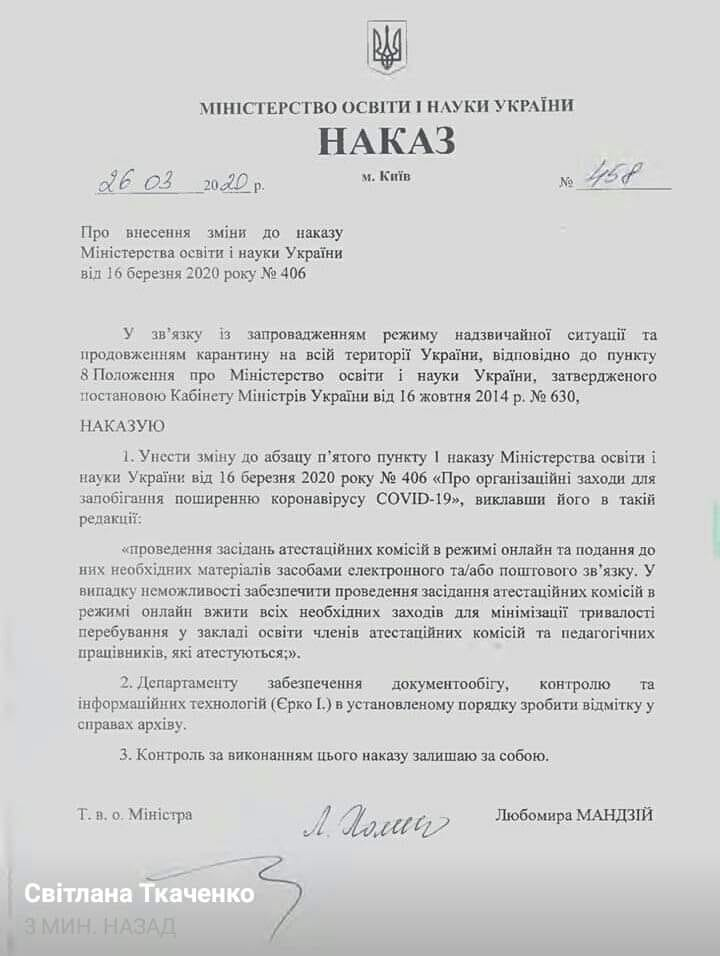 МІНІСТЕРСТВО ОСВІТИ І НАУКИ УКРАЇНИ
НАКАЗ
26 03 2020 р. м. Київ № 458
Про внесення зміни до наказу
Міністерства освіти і науки України
від 16 березня 2020 року № 406
У зв’язку із запровадженням режиму надзвичайної ситуації та
продовженням карантину на всій території України, відповідно до пункту
8 Положення про Міністерство освіти і науки України, затвердженого
постановою Кабінету Міністрів України від 16 жовтня 2014 р. № 630,
НАКАЗУЮ
1. Унести зміну до абзацу п’ятого пункту 1 наказу Міністерства освіти і
науки України від 16 березня 2020 року № 406 «Про організаційні заходи для
запобігання поширенню коронавірусу COVID-19», виклавши його в такій
редакції:
«проведення засідань атестаційних комісій в режимі онлайн та подання до
них необхідних матеріалів засобами електронного та/або поштового зв’язку. У
випадку неможливості забезпечити проведення засідання атестаційних комісій в
режимі онлайн вжити всіх необхідних заходів для мінімізації тривалості
перебування у закладі освіти членів атестаційних комісій та педагогічних
працівників, які атестуються;».
2. Департаменту забезпечення документообігу, контролю та
інформаційних технологій (Єрко І.) в установленому порядку зробити відмітку у
справах архіву.
3. Контроль за виконанням цього наказу залишаю за собою.
Т. в. о. Міністра Любомира МАНДЗІЙ
Світлана Ткаченко
3 МИН. НАЗАД